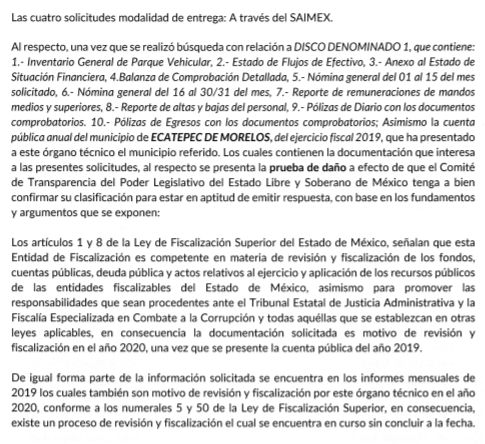 Las cuatro solicitudes modalidad de entrega: A través del SAIMEX.
Al respecto, una vez que se realizó búsqueda con relación a DISCO DENOMINADO 1, que contiene:
1.- Inventario General de Parque Vehicular, 2.- Estado de Flujos de Efectivo, 3.- Anexo al Estado de
Situación Financiera, 4.Balanza de Comprobación Detallada, 5.- Nómina general del 01 al 15 del mes
solicitado, 6.- Nómina general del 16 al 30/31 del mes, 7.- Reporte de remuneraciones de mandos
medios y superiores, 8.- Reporte de altas y bajas del personal, 9.- Pólizas de Diario con los documentos
comprobatorios. 10.- Pólizas de Egresos con los documentos comprobatorios; Asimismo la cuenta
pública anual del municipio de ECATEPEC DE MORELOS, del ejercicio fiscal 2019, que ha presentado
a este órgano técnico el municipio referido. Los cuales contienen la documentación que interesa
a las presentes solicitudes, al respecto se presenta la prueba de daño a efecto de que el Comité
de Transparencia del Poder Legislativo del Estado Libre y Soberano de México tenga a bien
confirmar su clasificación para estar en aptitud de emitir respuesta, con base en los fundamentos
y argumentos que se exponen:
Los artículos 1 y 8 de la Ley de Fiscalización Superior del Estado de México, señalan que esta
Entidad de Fiscalización es competente en materia de revisión y fiscalización de los fondos,
cuentas públicas, deuda pública y actos relativos al ejercicio y aplicación de los recursos públicos
de las entidades fiscalizables del Estado de México, asimismo para promover las
responsabilidades que sean procedentes ante el Tribunal Estatal de Justicia Administrativa y la
Fiscalía Especializada en Combate a la Corrupción y todas aquéllas que se establezcan en otras
leyes aplicables, en consecuencia la documentación solicitada es motivo de revisión y
fiscalización en el año 2020, una vez que se presente la cuenta pública del año 2019.
De igual forma parte de la información solicitada se encuentra en los informes mensuales de
2019 los cuales también son motivo de revisión y fiscalización por este órgano técnico en el año
2020, conforme a los numerales 5 y 50 de la Ley de Fiscalización Superior, en consecuencia,
existe un proceso de revisión y fiscalización el cual se encuentra en curso sin concluir a la fecha.